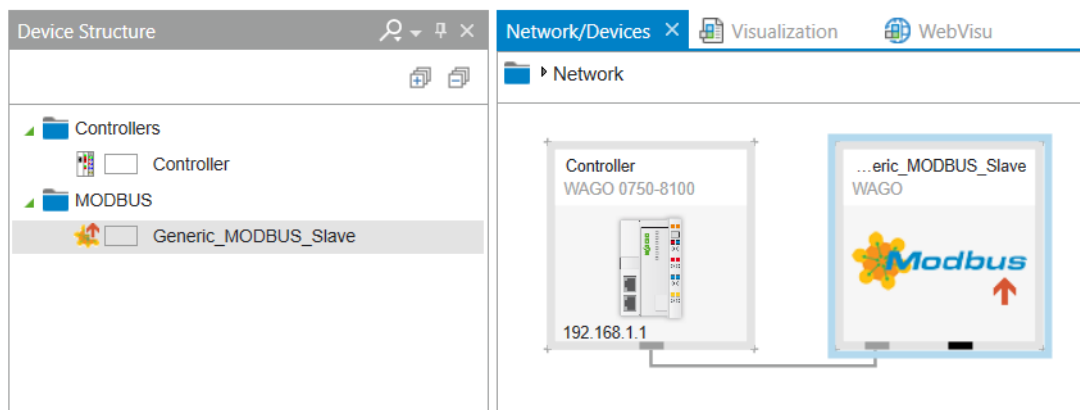 Device Structure
Controllers
Controller
MODBUS
Generic_MODBUS_Slave
Network/Devices
Visualization
WebVisu
Network
Controller
WAGO 0750-8100
WAGO
192.168.1.1
...eric_MODBUS_Slave
WAGO
Modbus